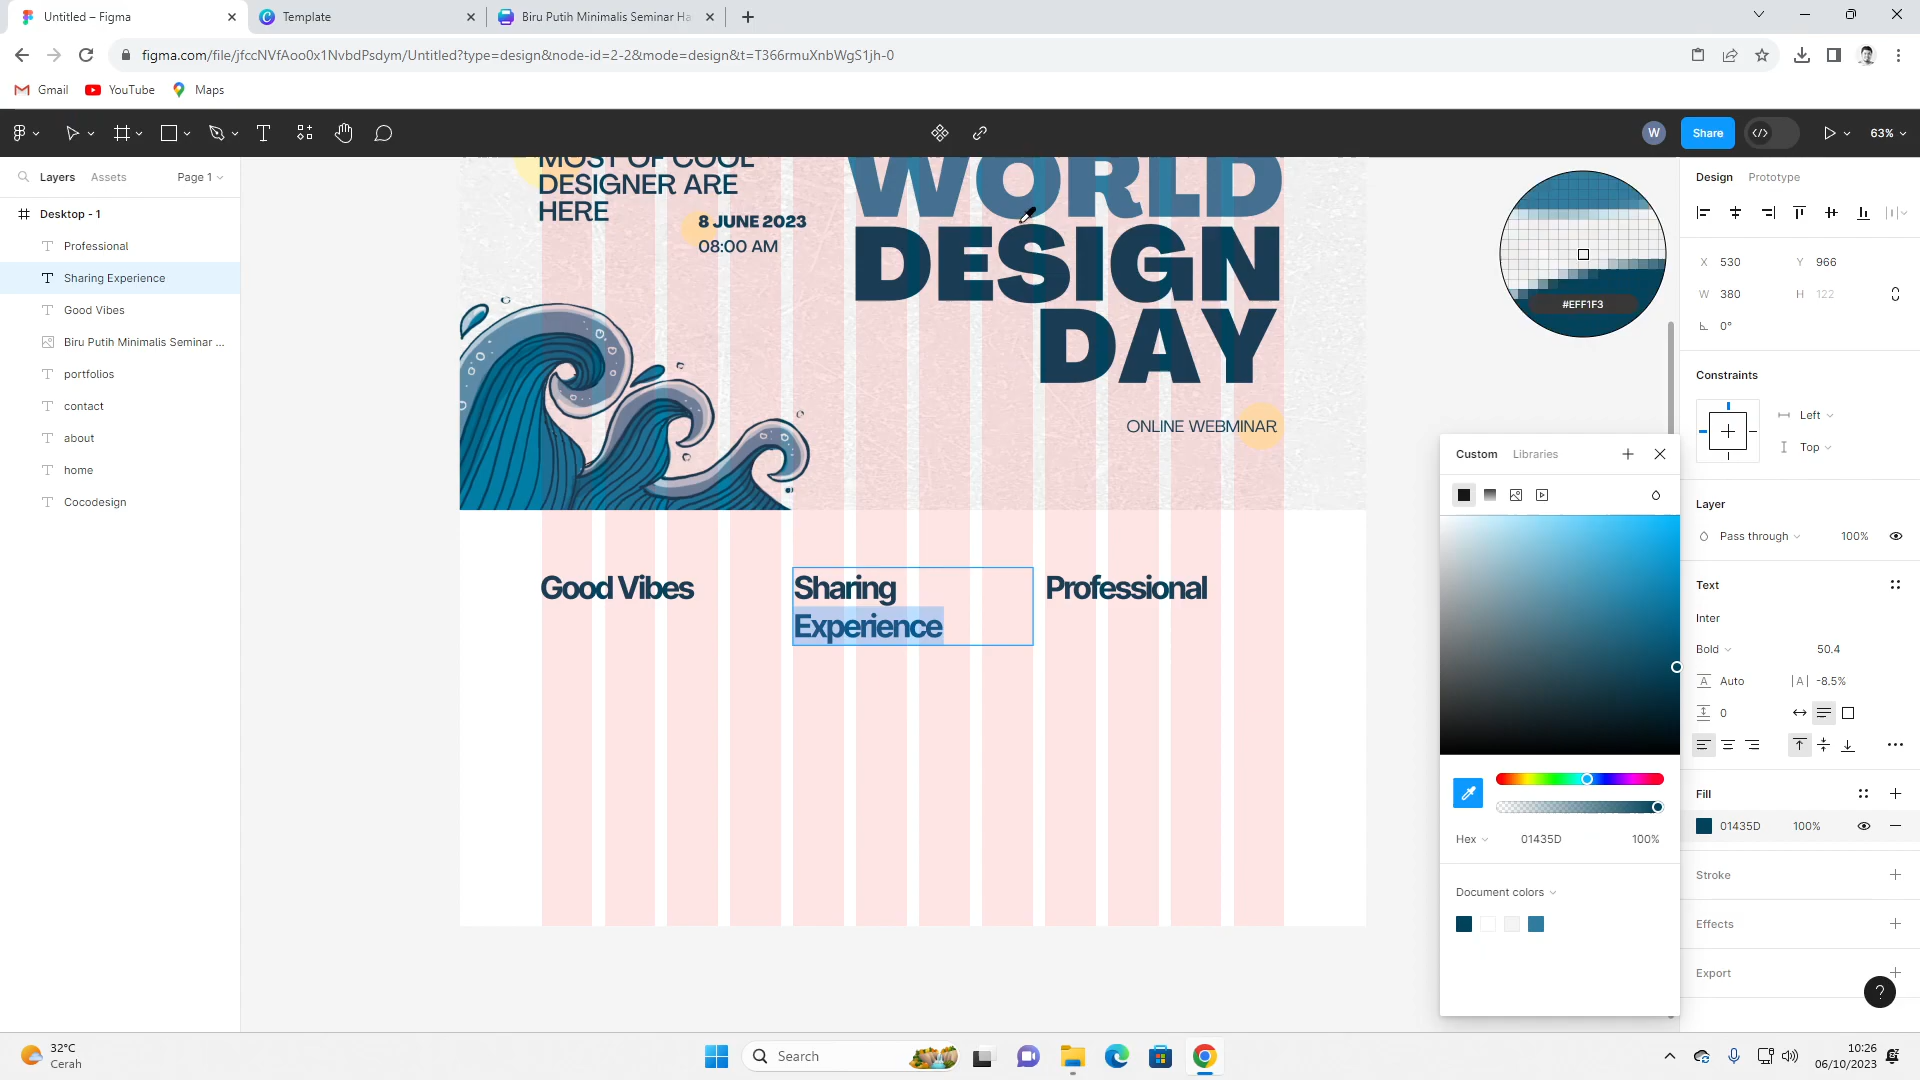 Untitled – Figma
Template
Biru Putih Minimalis Seminar Ha
figma.com/file/jfccNVfAoo0x1NvbdPsdym/Untitled?type=design&node-id=2-2&mode=design&t=T366rmuXnbWgS1jh-0
Gmail
YouTube
Maps
W
Share
63%
Layers
Assets
Page 1
Desktop - 1
Professional
Sharing Experience
Good Vibes
Biru Putih Minimalis Seminar ...
portfolios
contact
about
home
Cocodesign
MOST OF COOL
DESIGNER ARE
HERE
8 JUNE 2023
08:00 AM
WORLD
DESIGN
DAY
ONLINE WEBMINAR
Good Vibes
Sharing
Experience
Professional
#EFF1F3
Custom
Libraries
Hex
01435D
100%
Document colors
Design
Prototype
X 530
Y 966
W 380
H 122
0°
Constraints
Left
Top
Layer
Pass through
100%
Text
Inter
Bold
50.4
Auto
-8.5%
0
Fill
01435D
100%
Stroke
Effects
Export
?
32°C
Cerah
Search
10:26
06/10/2023